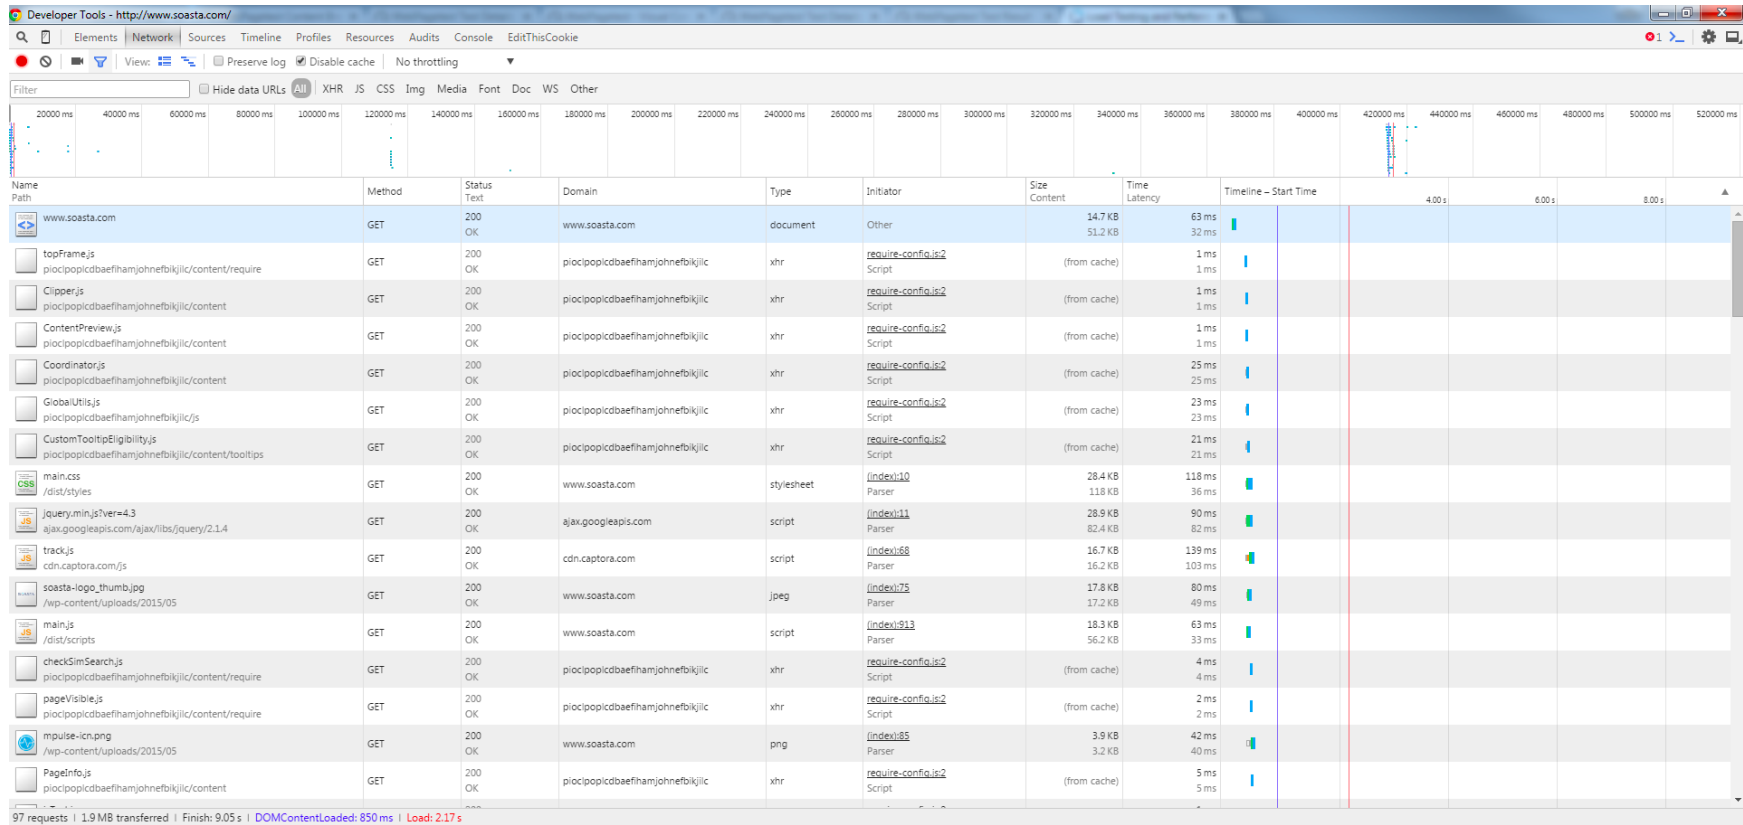 Developer Tools - http://www.soasta.com/
Elements Network Sources Timeline Profiles Resources Audits Console EditThisCookie 1
View: Preserve log Disable cache No throttling
Filter Hide data URLs All XHR JS CSS Img Media Font Doc WS Other
20000 ms 40000 ms 60000 ms 80000 ms 100000 ms 120000 ms 140000 ms 160000 ms 180000 ms 200000 ms 220000 ms 240000 ms 260000 ms 280000 ms 300000 ms 320000 ms 340000 ms 360000 ms 380000 ms 400000 ms 420000 ms 440000 ms 460000 ms 480000 ms 500000 ms 520000 ms
Name Method Status Domain Type Initiator Size Time Timeline – Start Time
Path Text Content Latency 4.00 s 6.00 s 8.00 s
www.soasta.com GET 200 www.soasta.com document Other 14.7 KB 63 ms
OK 51.2 KB 32 ms
topFrame.js GET 200 pioclpoplcdbaefihamjohnefbikjilc xhr require-config.js:2 (from cache) 1 ms
pioclpoplcdbaefihamjohnefbikjilc/content/require OK Script 1 ms
Clipper.js GET 200 pioclpoplcdbaefihamjohnefbikjilc xhr require-config.js:2 (from cache) 1 ms
pioclpoplcdbaefihamjohnefbikjilc/content OK Script 1 ms
ContentPreview.js GET 200 pioclpoplcdbaefihamjohnefbikjilc xhr require-config.js:2 (from cache) 1 ms
pioclpoplcdbaefihamjohnefbikjilc/content OK Script 1 ms
Coordinator.js GET 200 pioclpoplcdbaefihamjohnefbikjilc xhr require-config.js:2 (from cache) 25 ms
pioclpoplcdbaefihamjohnefbikjilc/content OK Script 25 ms
GlobalUtils.js GET 200 pioclpoplcdbaefihamjohnefbikjilc xhr require-config.js:2 (from cache) 23 ms
pioclpoplcdbaefihamjohnefbikjilc/js OK Script 23 ms
CustomTooltipEligibility.js GET 200 pioclpoplcdbaefihamjohnefbikjilc xhr require-config.js:2 (from cache) 21 ms
pioclpoplcdbaefihamjohnefbikjilc/content/tooltips OK Script 21 ms
main.css GET 200 www.soasta.com stylesheet (index):10 28.4 KB 118 ms
/dist/styles OK Parser 118 KB 36 ms
jquery.min.js?ver=4.3 GET 200 ajax.googleapis.com script (index):11 28.9 KB 90 ms
ajax.googleapis.com/ajax/libs/jquery/2.1.4 OK Parser 82.4 KB 82 ms
track.js GET 200 cdn.captora.com script (index):68 16.7 KB 139 ms
cdn.captora.com/js OK Parser 16.2 KB 103 ms
soasta-logo_thumb.jpg GET 200 www.soasta.com jpeg (index):75 17.8 KB 80 ms
/wp-content/uploads/2015/05 OK Parser 17.2 KB 49 ms
main.js GET 200 www.soasta.com script (index):913 18.3 KB 63 ms
/dist/scripts OK Parser 56.2 KB 33 ms
checkSimSearch.js GET 200 pioclpoplcdbaefihamjohnefbikjilc xhr require-config.js:2 (from cache) 4 ms
pioclpoplcdbaefihamjohnefbikjilc/content/require OK Script 4 ms
pageVisible.js GET 200 pioclpoplcdbaefihamjohnefbikjilc xhr require-config.js:2 (from cache) 2 ms
pioclpoplcdbaefihamjohnefbikjilc/content/require OK Script 2 ms
mpulse-icn.png GET 200 www.soasta.com png (index):85 3.9 KB 42 ms
/wp-content/uploads/2015/05 OK Parser 3.2 KB 40 ms
PageInfo.js GET 200 pioclpoplcdbaefihamjohnefbikjilc xhr require-config.js:2 (from cache) 5 ms
pioclpoplcdbaefihamjohnefbikjilc/content OK Script 5 ms
97 requests | 1.9 MB transferred | Finish: 9.05 s | DOMContentLoaded: 850 ms | Load: 2.17 s